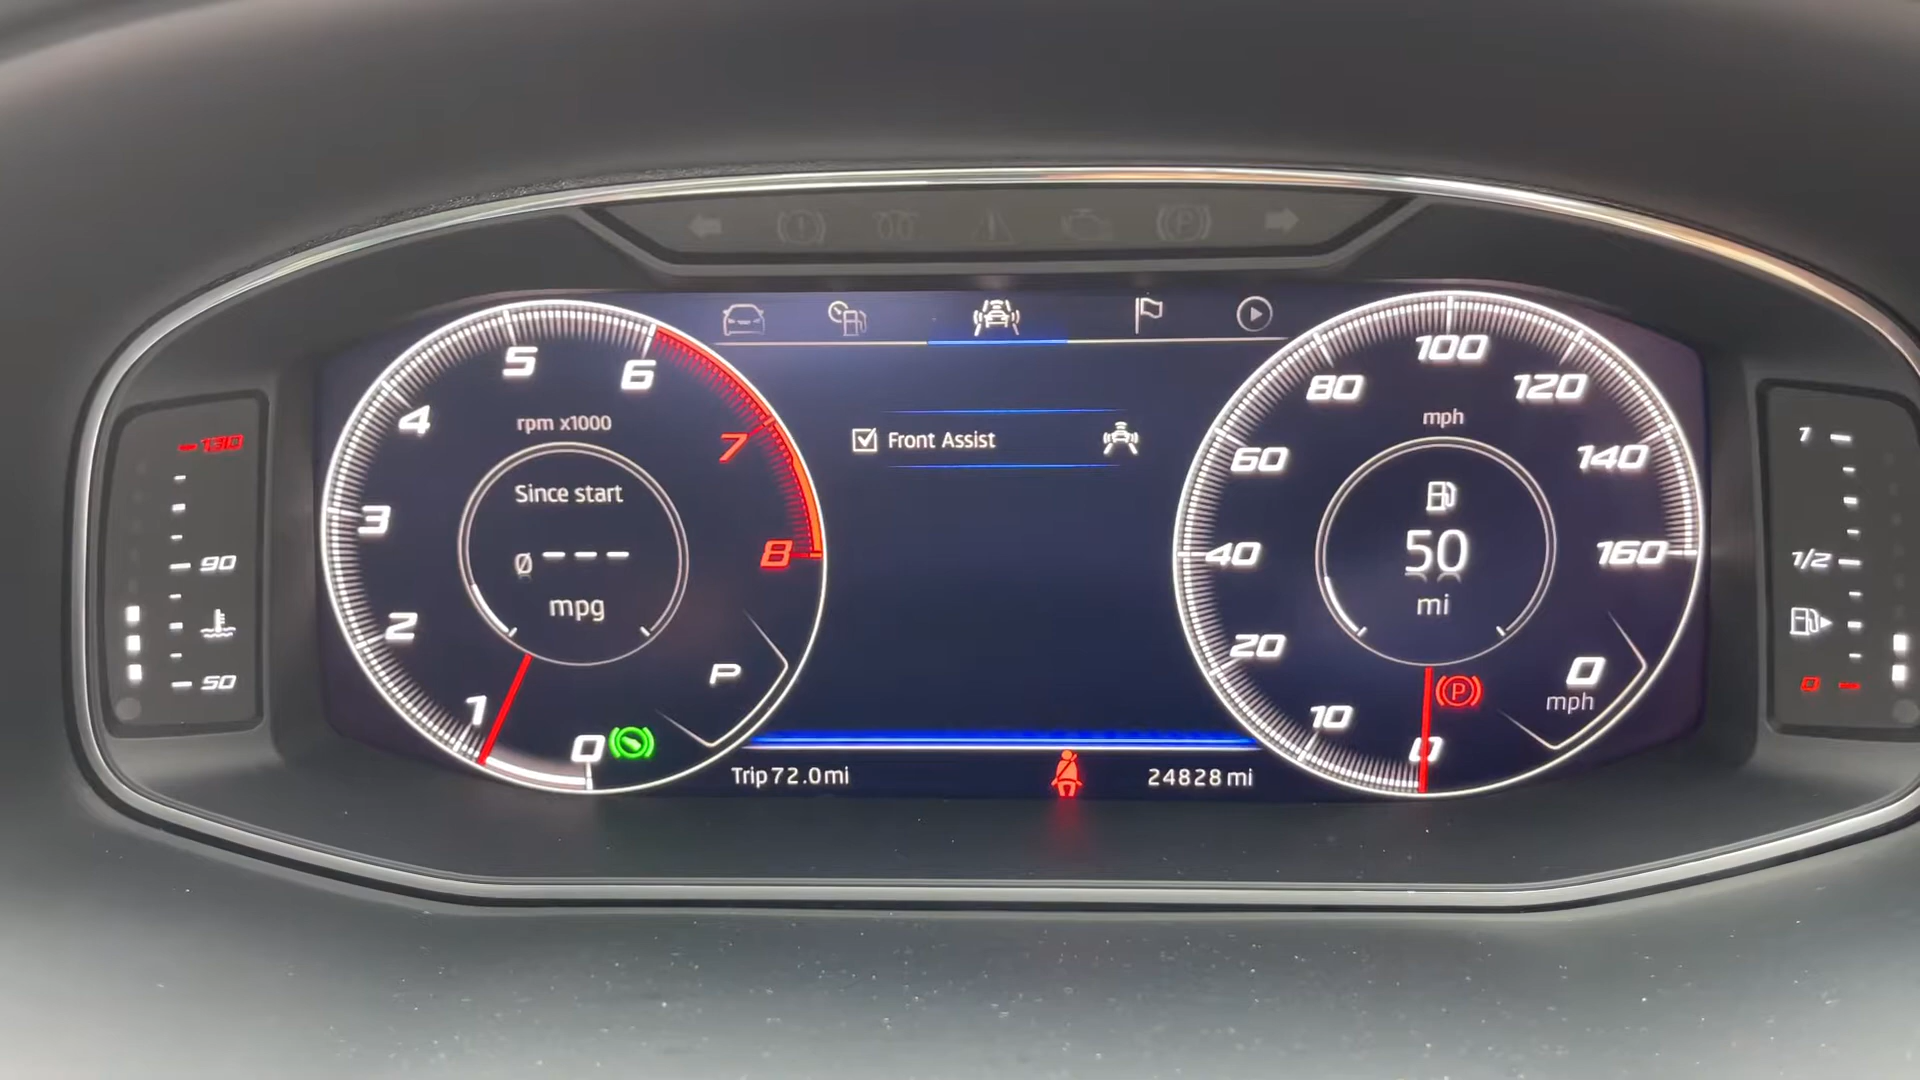 130
90
50
5
6
4
rpm x1000
7
3
Since start
Ø ---
8
2
mpg
P
1
0
Front Assist
Trip 72.0 mi
24828 mi
100
80
120
mph
60
140
40
50
160
mi
20
0
mph
P
10
0
1
1/2
0